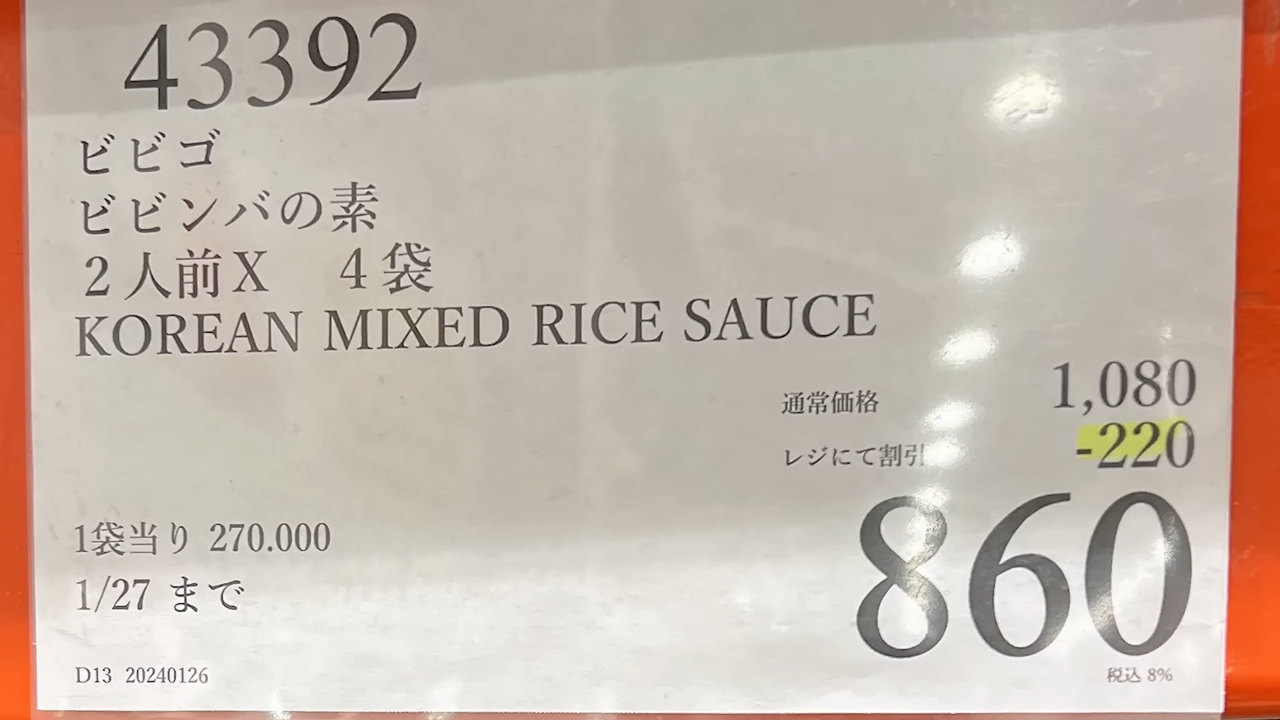 43392
ビビゴ
ビビンバの素
２人前Ｘ　４袋
KOREAN MIXED RICE SAUCE
通常価格 1,080
レジにて割引 -220
860
1袋当り 270.000
1/27 まで
税込 8%
D13 20240126